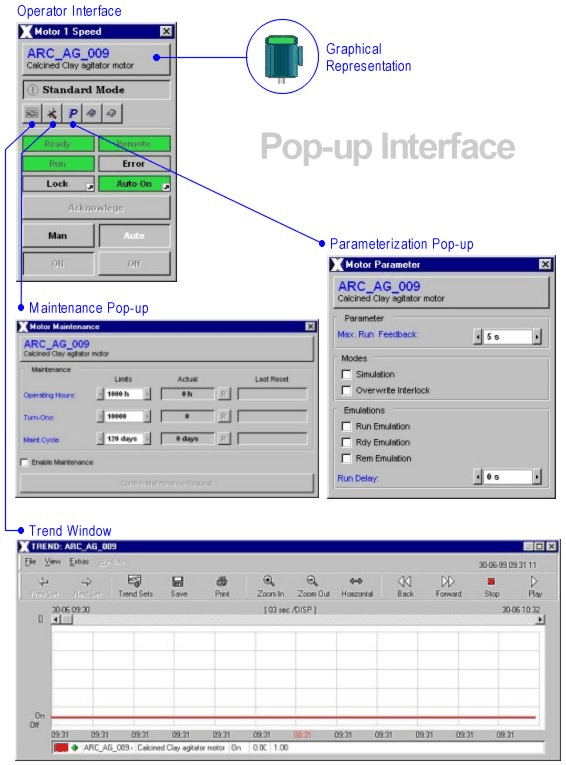 Operator Interface
Motor 1 Speed
ARC_AG_009
Calcined Clay agitator motor
Graphical
Representation
Standard Mode
P
Ready Remote
Run Error
Lock Auto On
Acknowlege
Man Auto
Off Off
Pop-up Interface
Parameterization Pop-up
Motor Parameter
ARC_AG_009
Calcined Clay agitator motor
Parameter
Max. Run Feedback: 5 s
Modes
Simulation
Overwrite Interlock
Emulations
Run Emulation
Rdy Emulation
Rem Emulation
Run Delay: 0 s
Maintenance Pop-up
Motor Maintenance
ARC_AG_009
Calcined Clay agitator motor
Maintenance
Limits Actual Last Reset
Operating Hours: 1000 h 0 h R
Turn-Ons: 10000 0 R
Maint.Cycle 120 days 0 days R
Enable Maintenance
Confirm Maintenance Request
Trend Window
TREND: ARC_AG_009
File View Extras Window
30-06-99 09:31 11
Prev Set Next Set Trend Sets Save Print Zoom In Zoom Out Horizontal Back Forward Stop Play
30-06 09:30 [ 03 sec /DISP ] 30-06 10:32
On
Off
09:31 09:31 09:31 09:31 09:31 09:31 08:31 09:31 09:31 09:31 09:31 09:31
ARC_AG_009. Calcined Clay agitator motor On 0.0( 1.00